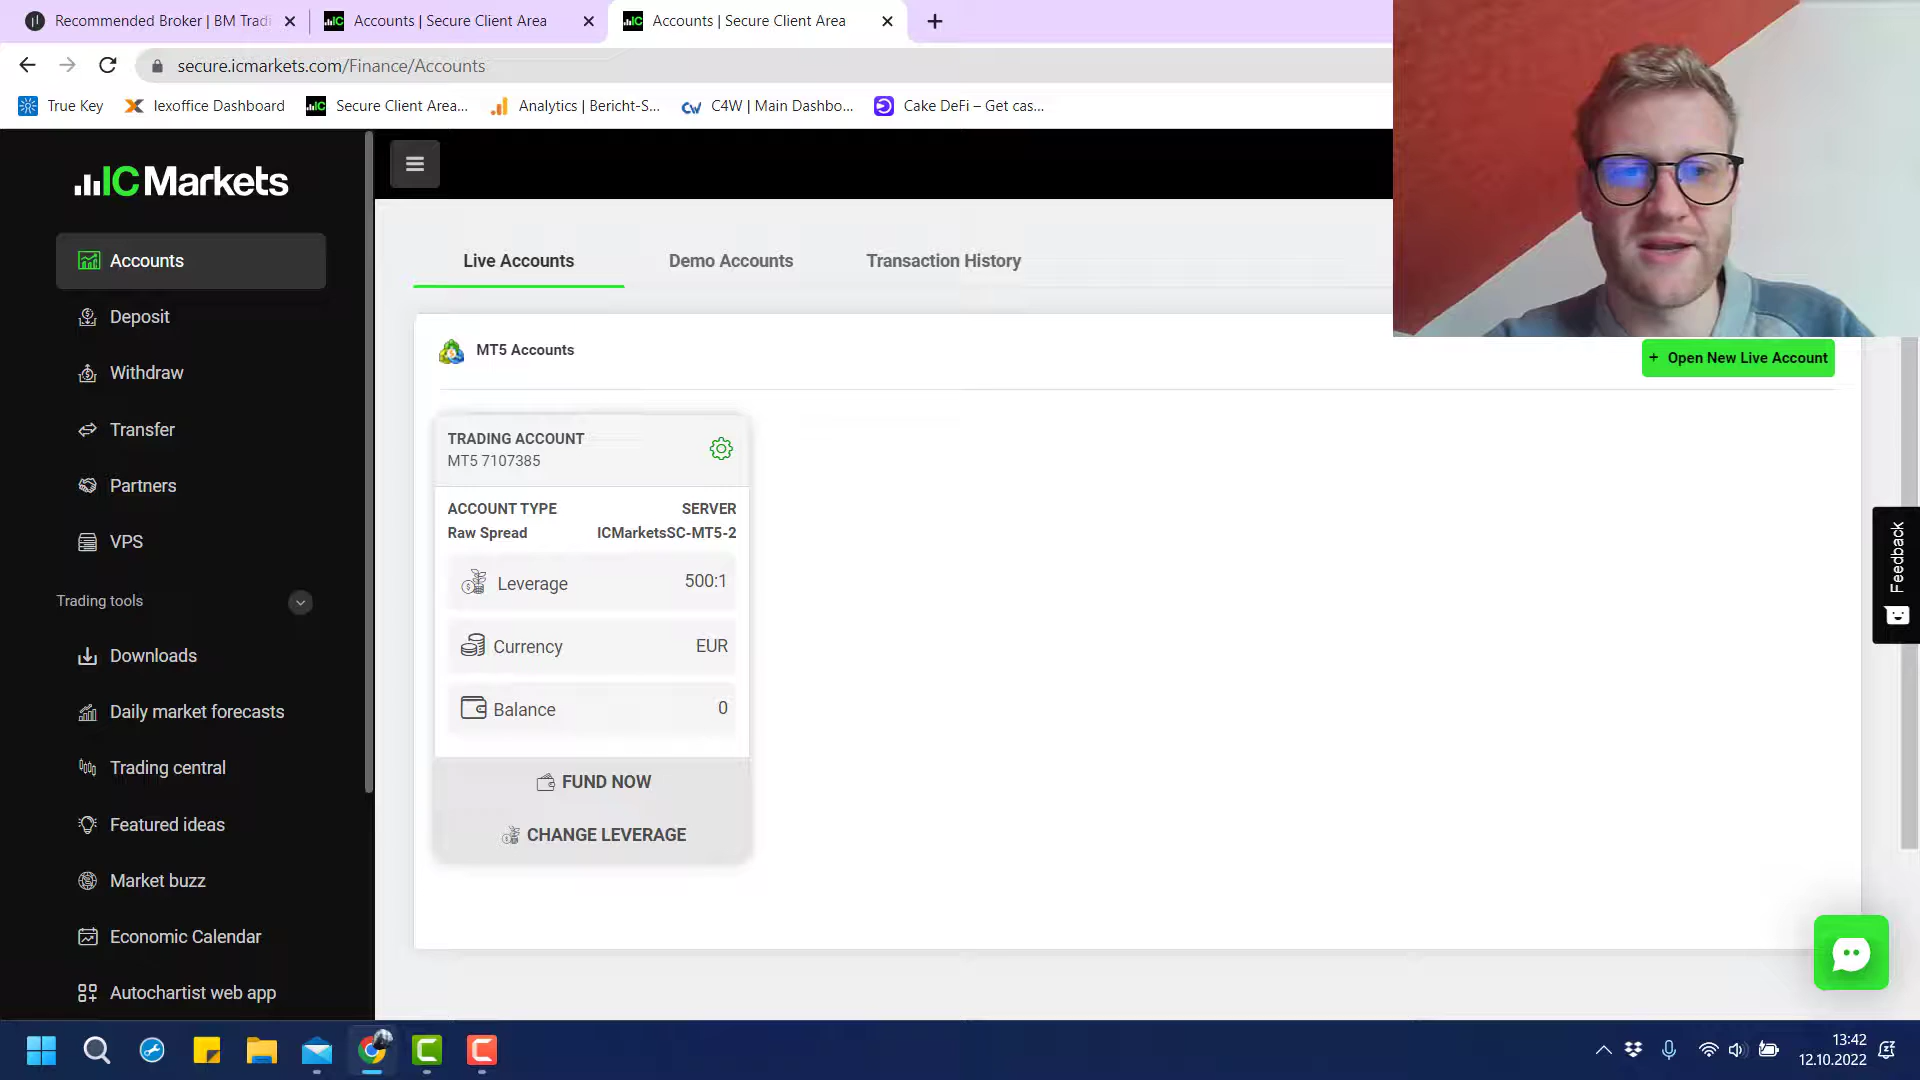 Recommended Broker | BM Tradi
Accounts | Secure Client Area
Accounts | Secure Client Area
secure.icmarkets.com/Finance/Accounts
True Key
lexoffice Dashboard
Secure Client Area...
Analytics | Bericht-S...
C4W | Main Dashbo...
Cake DeFi – Get cas...
IC Markets
Accounts
Deposit
Withdraw
Transfer
Partners
VPS
Trading tools
Downloads
Daily market forecasts
Trading central
Featured ideas
Market buzz
Economic Calendar
Autochartist web app
Live Accounts
Demo Accounts
Transaction History
MT5 Accounts
+ Open New Live Account
TRADING ACCOUNT
MT5 7107385
ACCOUNT TYPE SERVER
Raw Spread ICMarketsSC-MT5-2
Leverage 500:1
Currency EUR
Balance 0
FUND NOW
CHANGE LEVERAGE
Feedback
13:42
12.10.2022